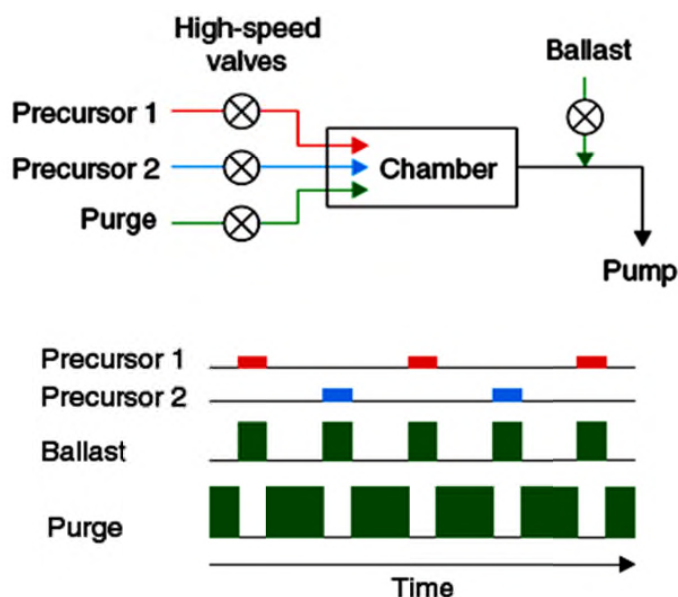 High-speed
valves
Ballast
Precursor 1
Precursor 2
Chamber
Purge
Pump
Precursor 1
Precursor 2
Ballast
Purge
Time